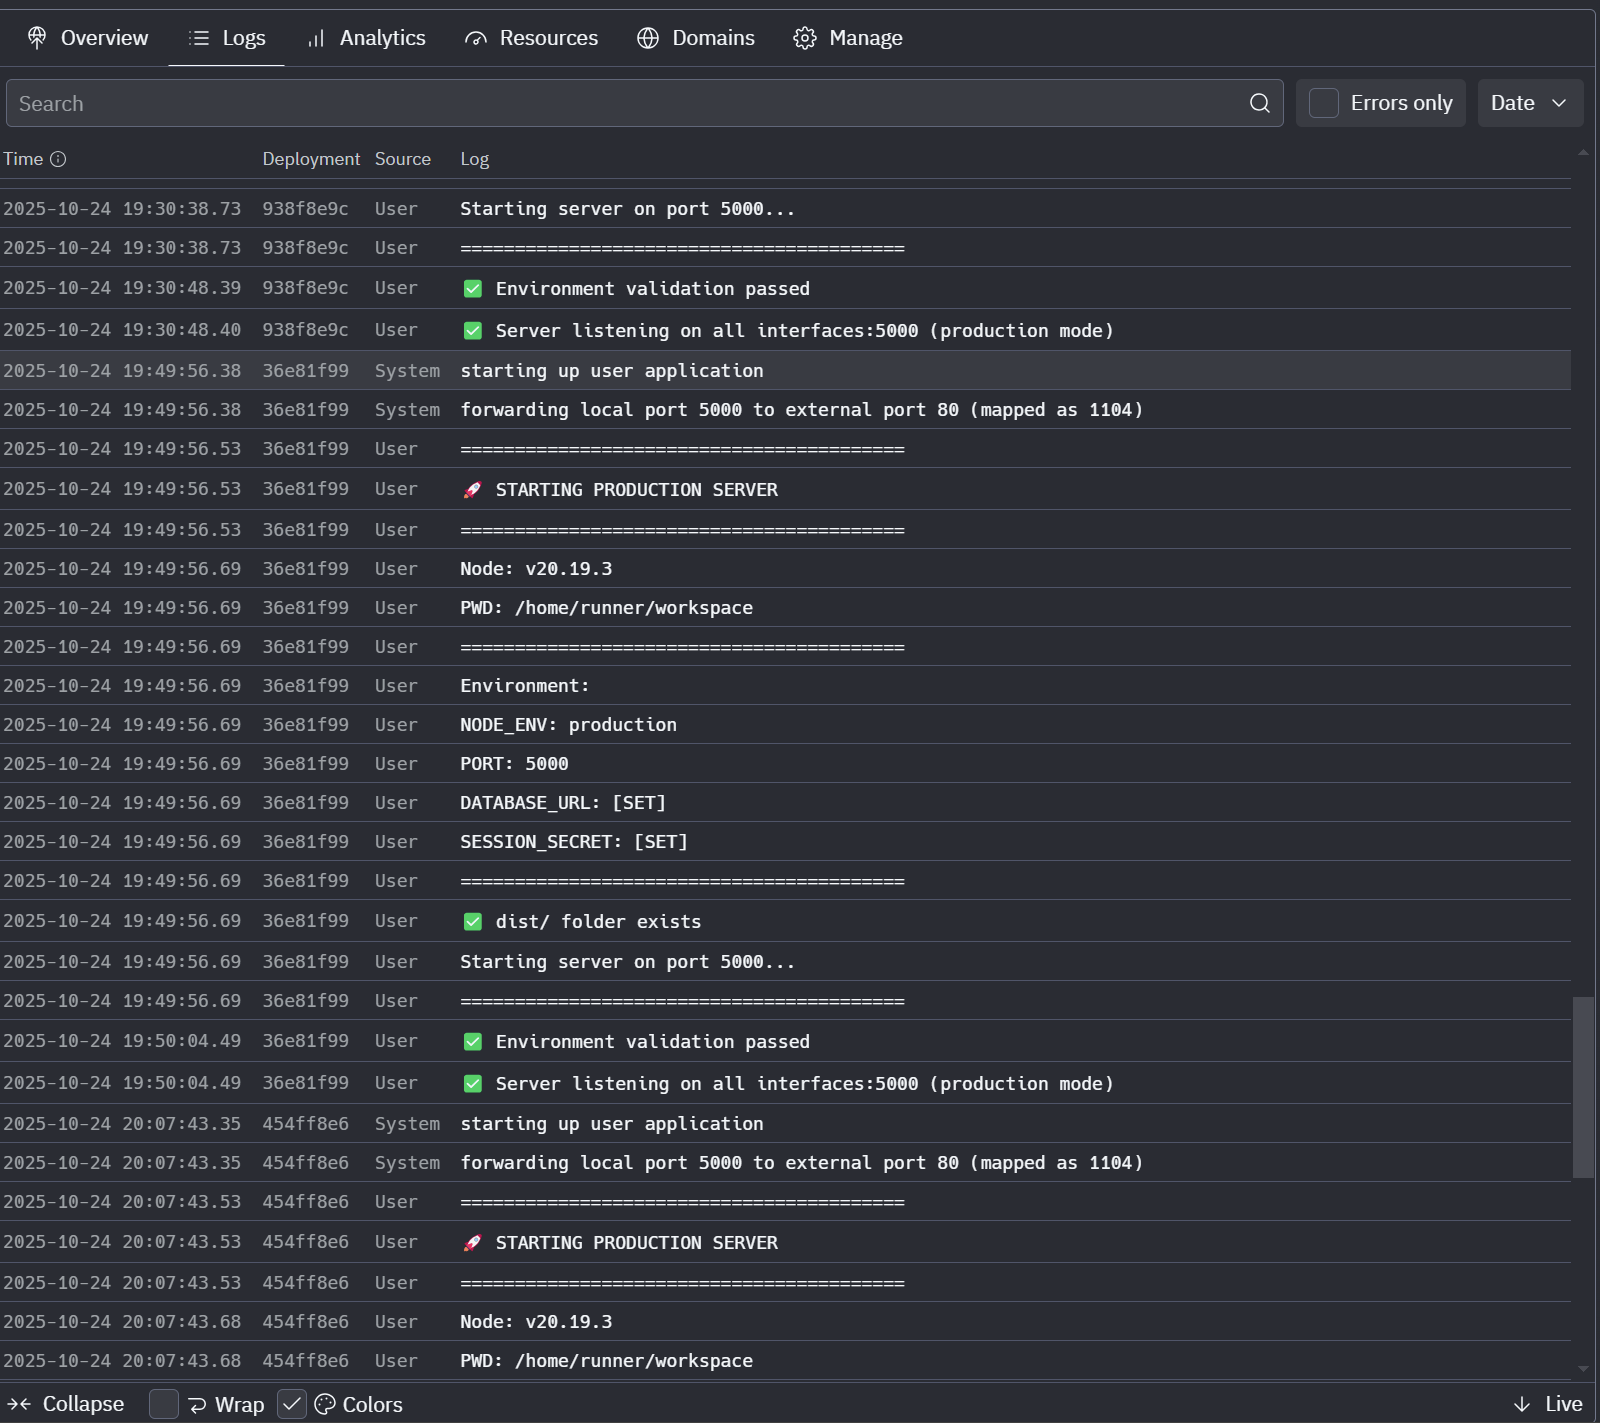 Overview Logs Analytics Resources Domains Manage
Search Errors only Date
Time Deployment Source Log
2025-10-24 19:30:38.73 938f8e9c User Starting server on port 5000...
2025-10-24 19:30:38.73 938f8e9c User =========================================
2025-10-24 19:30:48.39 938f8e9c User ✅ Environment validation passed
2025-10-24 19:30:48.40 938f8e9c User ✅ Server listening on all interfaces:5000 (production mode)
2025-10-24 19:49:56.38 36e81f99 System starting up user application
2025-10-24 19:49:56.38 36e81f99 System forwarding local port 5000 to external port 80 (mapped as 1104)
2025-10-24 19:49:56.53 36e81f99 User =========================================
2025-10-24 19:49:56.53 36e81f99 User 🚀 STARTING PRODUCTION SERVER
2025-10-24 19:49:56.53 36e81f99 User =========================================
2025-10-24 19:49:56.69 36e81f99 User Node: v20.19.3
2025-10-24 19:49:56.69 36e81f99 User PWD: /home/runner/workspace
2025-10-24 19:49:56.69 36e81f99 User =========================================
2025-10-24 19:49:56.69 36e81f99 User Environment:
2025-10-24 19:49:56.69 36e81f99 User NODE_ENV: production
2025-10-24 19:49:56.69 36e81f99 User PORT: 5000
2025-10-24 19:49:56.69 36e81f99 User DATABASE_URL: [SET]
2025-10-24 19:49:56.69 36e81f99 User SESSION_SECRET: [SET]
2025-10-24 19:49:56.69 36e81f99 User =========================================
2025-10-24 19:49:56.69 36e81f99 User ✅ dist/ folder exists
2025-10-24 19:49:56.69 36e81f99 User Starting server on port 5000...
2025-10-24 19:49:56.69 36e81f99 User =========================================
2025-10-24 19:50:04.49 36e81f99 User ✅ Environment validation passed
2025-10-24 19:50:04.49 36e81f99 User ✅ Server listening on all interfaces:5000 (production mode)
2025-10-24 20:07:43.35 454ff8e6 System starting up user application
2025-10-24 20:07:43.35 454ff8e6 System forwarding local port 5000 to external port 80 (mapped as 1104)
2025-10-24 20:07:43.53 454ff8e6 User =========================================
2025-10-24 20:07:43.53 454ff8e6 User 🚀 STARTING PRODUCTION SERVER
2025-10-24 20:07:43.53 454ff8e6 User =========================================
2025-10-24 20:07:43.68 454ff8e6 User Node: v20.19.3
2025-10-24 20:07:43.68 454ff8e6 User PWD: /home/runner/workspace
Collapse Wrap Colors Live